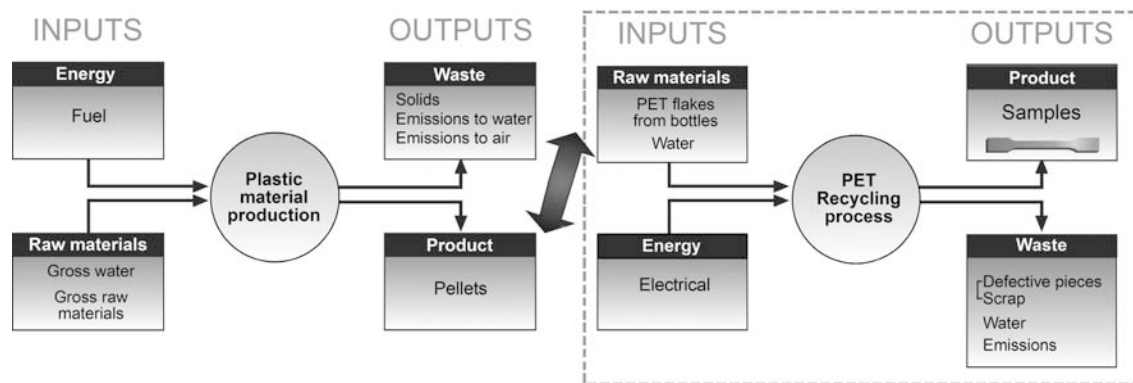 INPUTS
OUTPUTS
Energy
Fuel
Waste
Solids
Emissions to water
Emissions to air
Plastic
material
production
Raw materials
Gross water
Gross raw
materials
Product
Pellets
INPUTS
OUTPUTS
Raw materials
PET flakes
from bottles
Water
Product
Samples
PET
Recycling
process
Energy
Electrical
Waste
Defective pieces
Scrap
Water
Emissions